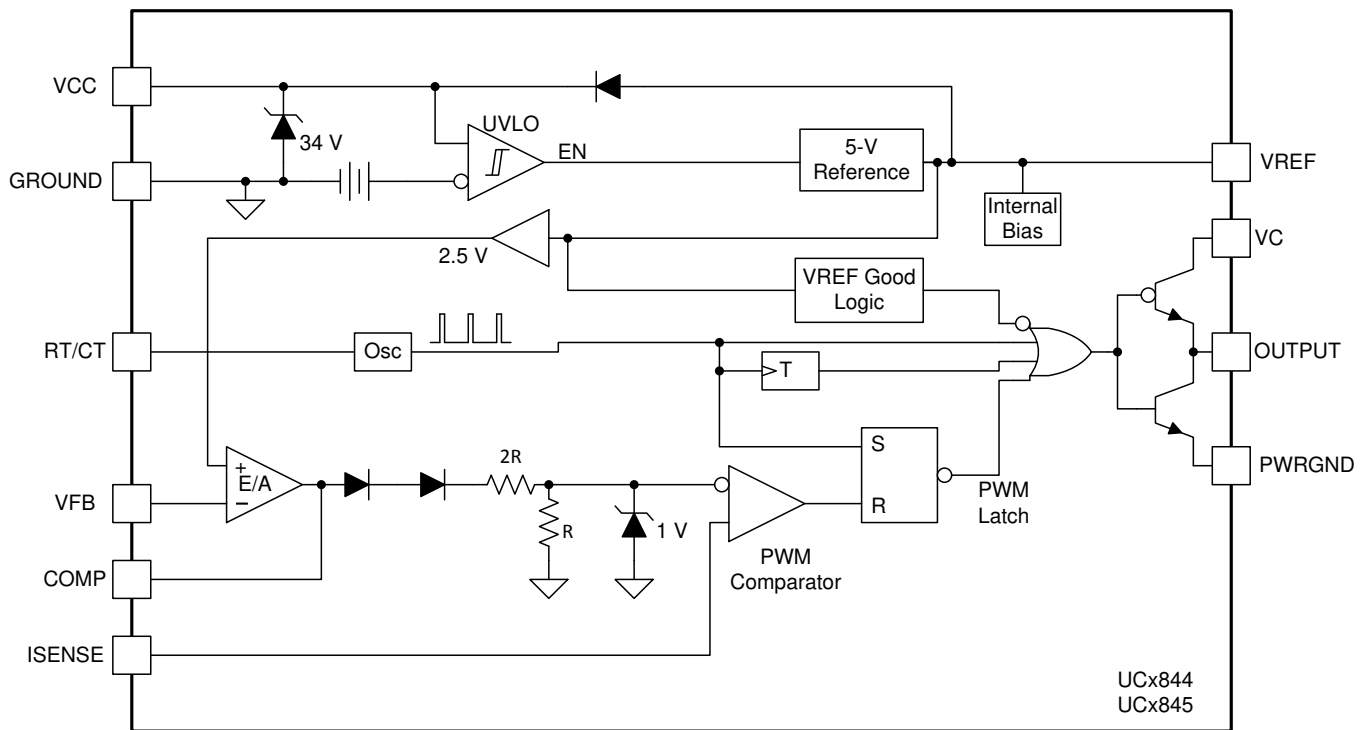 VCC
UVLO
34 V
EN
5-V
Reference
VREF
GROUND
Internal
Bias
VC
2.5 V
VREF Good
Logic
RT/CT
Osc
T
OUTPUT
S
R
PWM
Latch
PWRGND
2R
+
E/A
−
VFB
R
1 V
PWM
Comparator
COMP
ISENSE
UCx844
UCx845